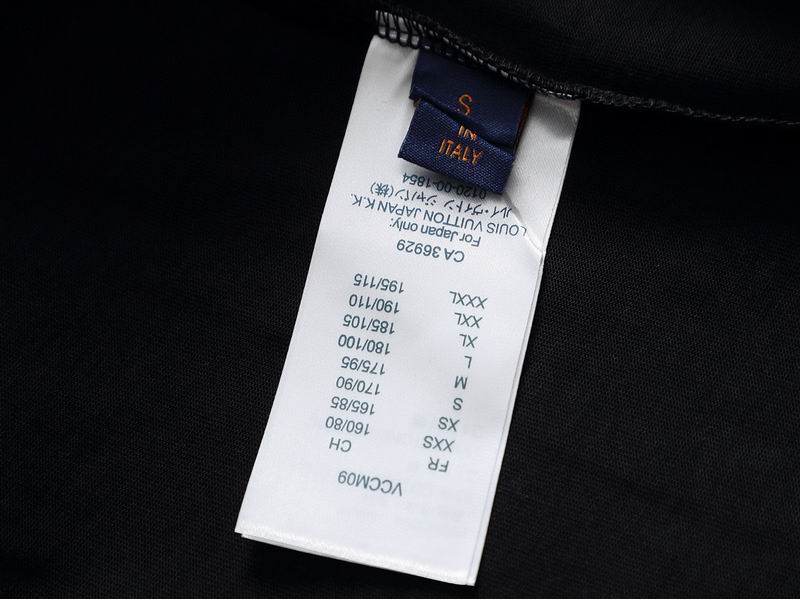 S
IN
ITALY
VCCM09
FR CH
XXS 160/80
XS 165/85
S 170/90
M 175/95
L 180/100
XL 185/105
XXL 190/110
XXXL 195/115
CA 36929
For Japan only:
LOUIS VUITTON JAPAN K.K.
ルイ・ヴィトン ジャパン(株)
0120-00-1854